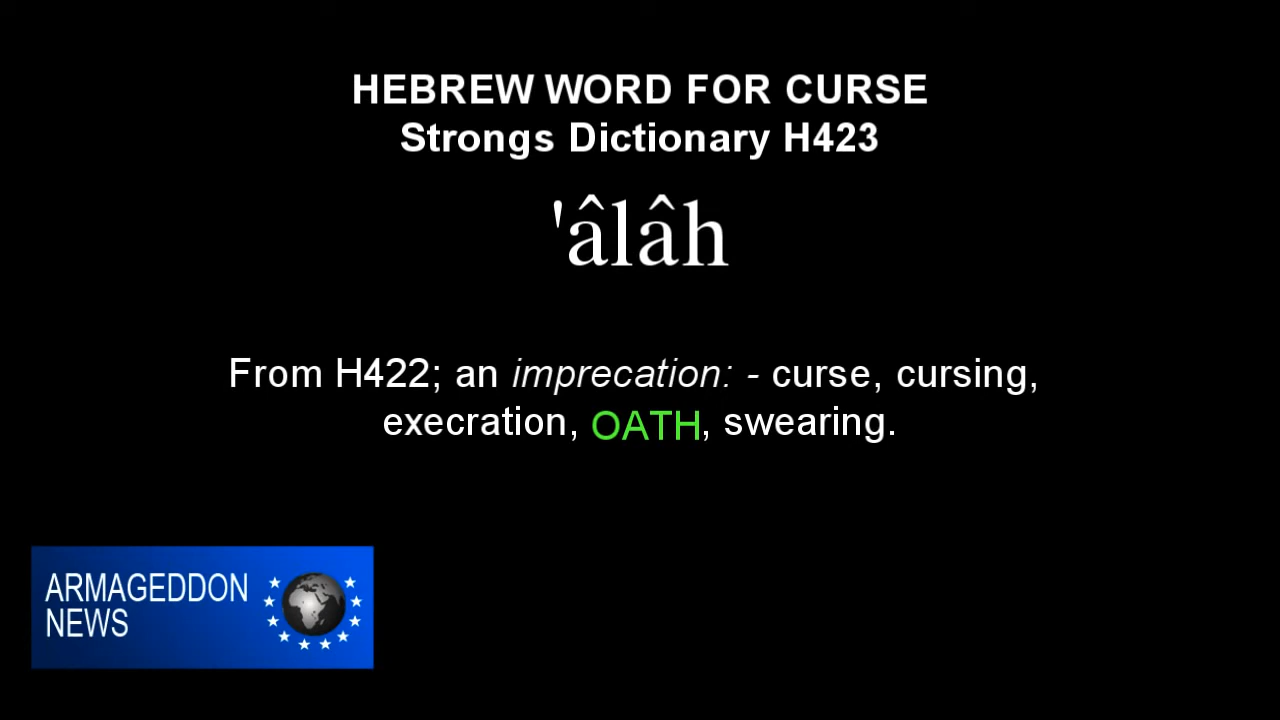 HEBREW WORD FOR CURSE
Strongs Dictionary H423
'âlâh
From H422; an imprecation: - curse, cursing,
execration, OATH, swearing.
ARMAGEDDON
NEWS